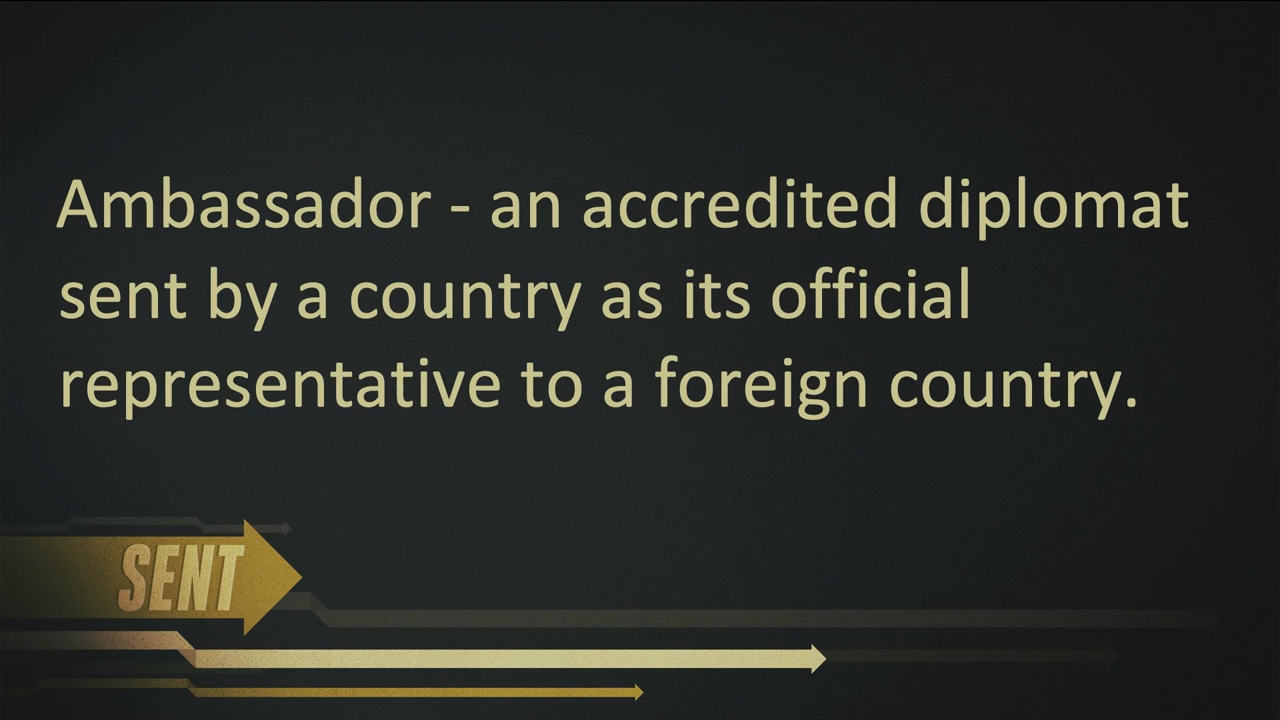 Ambassador - an accredited diplomat
sent by a country as its official
representative to a foreign country.
SENT